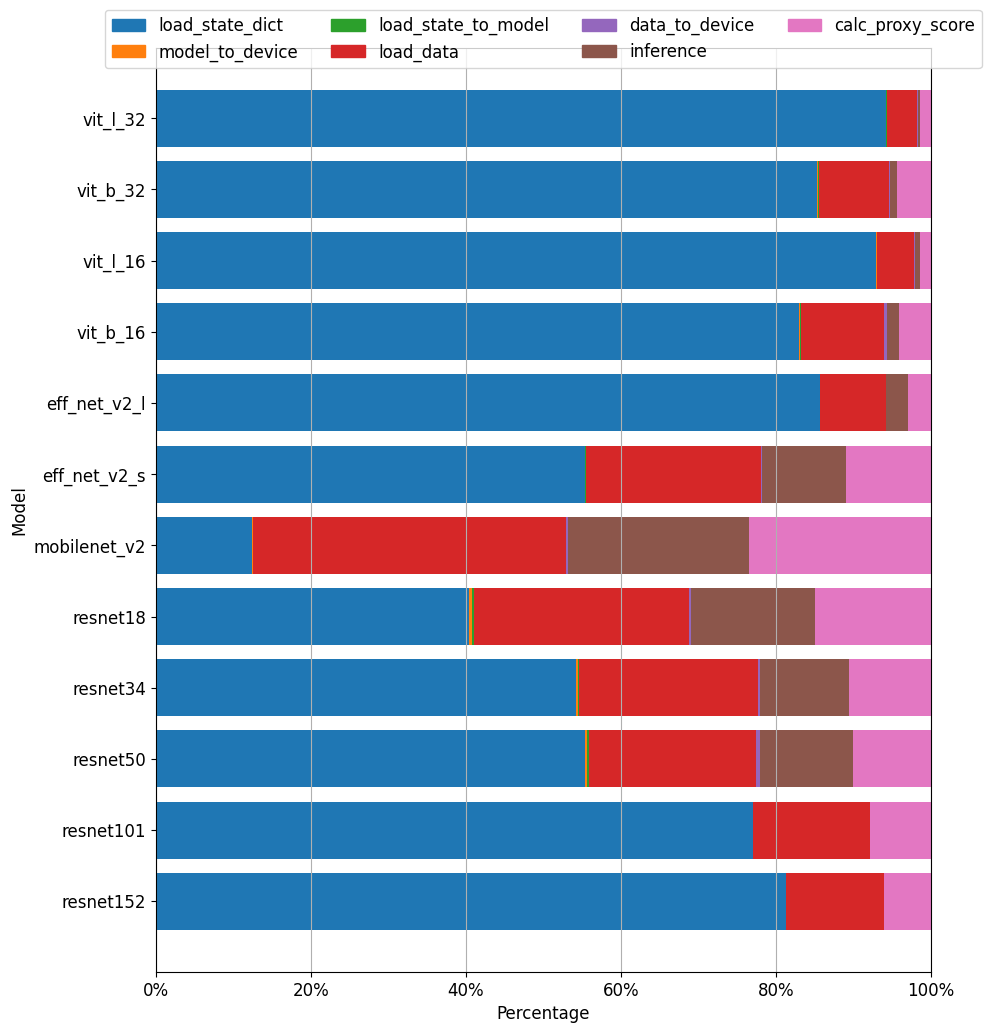 load_state_dict load_state_to_model data_to_device calc_proxy_score
model_to_device load_data inference
vit_l_32
vit_b_32
vit_l_16
vit_b_16
eff_net_v2_l
eff_net_v2_s
mobilenet_v2
resnet18
resnet34
resnet50
resnet101
resnet152
Model
0% 20% 40% 60% 80% 100%
Percentage